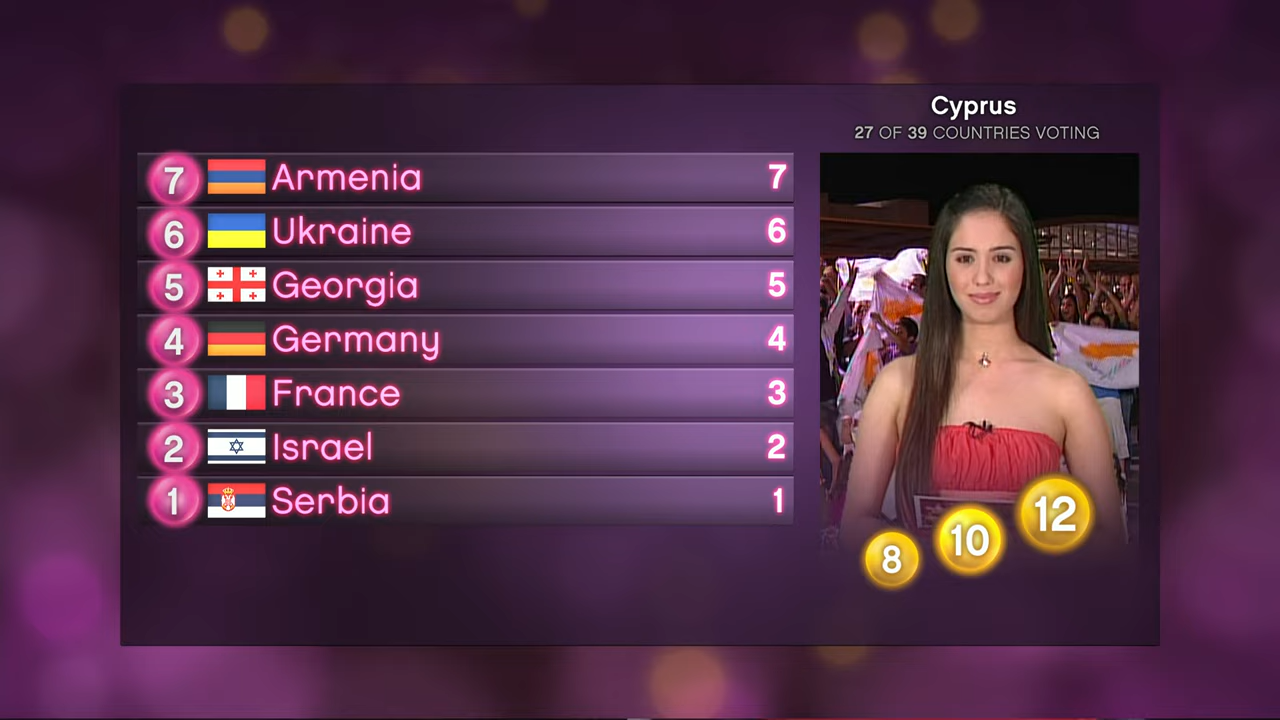 Cyprus
27 OF 39 COUNTRIES VOTING
7 Armenia 7
6 Ukraine 6
5 Georgia 5
4 Germany 4
3 France 3
2 Israel 2
1 Serbia 1
8 10 12